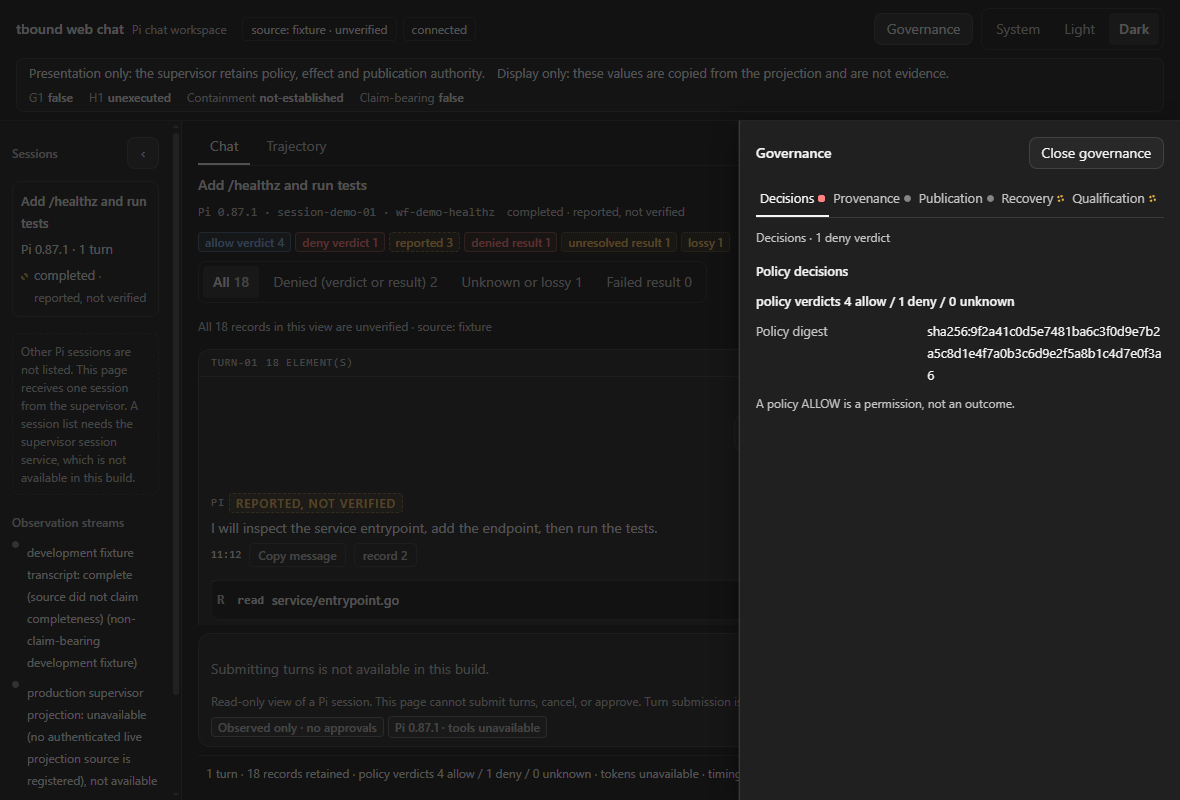 tbound web chat Pi chat workspace source: fixture · unverified connected Governance System Light Dark
Presentation only: the supervisor retains policy, effect and publication authority. Display only: these values are copied from the projection and are not evidence.
G1 false H1 unexecuted Containment not-established Claim-bearing false
Sessions
‹
Add /healthz and run
tests
Pi 0.87.1 · 1 turn
completed ·
reported, not verified
Other Pi sessions are
not listed. This page
receives one session
from the supervisor. A
session list needs the
supervisor session
service, which is not
available in this build.
Observation streams
development fixture
transcript: complete
(source did not claim
completeness) (non-
claim-bearing
development fixture)
production supervisor
projection: unavailable
(no authenticated live
projection source is
registered), not available
Chat Trajectory
Add /healthz and run tests
Pi 0.87.1 · session-demo-01 · wf-demo-healthz completed · reported, not verified
allow verdict 4 deny verdict 1 reported 3 denied result 1 unresolved result 1 lossy 1
All 18 Denied (verdict or result) 2 Unknown or lossy 1 Failed result 0
All 18 records in this view are unverified · source: fixture
TURN-01 18 ELEMENT(S)
PI REPORTED, NOT VERIFIED
I will inspect the service entrypoint, add the endpoint, then run the tests.
11:12 Copy message record 2
R read service/entrypoint.go
Submitting turns is not available in this build.
Read-only view of a Pi session. This page cannot submit turns, cancel, or approve. Turn submission is
Observed only · no approvals Pi 0.87.1 · tools unavailable
1 turn · 18 records retained · policy verdicts 4 allow / 1 deny / 0 unknown · tokens unavailable · timing
Governance
Close governance
Decisions Provenance Publication Recovery Qualification
Decisions · 1 deny verdict
Policy decisions
policy verdicts 4 allow / 1 deny / 0 unknown
Policy digest sha256:9f2a41c0d5e7481ba6c3f0d9e7b2
a5c8d1e4f7a0b3c6d9e2f5a8b1c4d7e0f3a
6
A policy ALLOW is a permission, not an outcome.